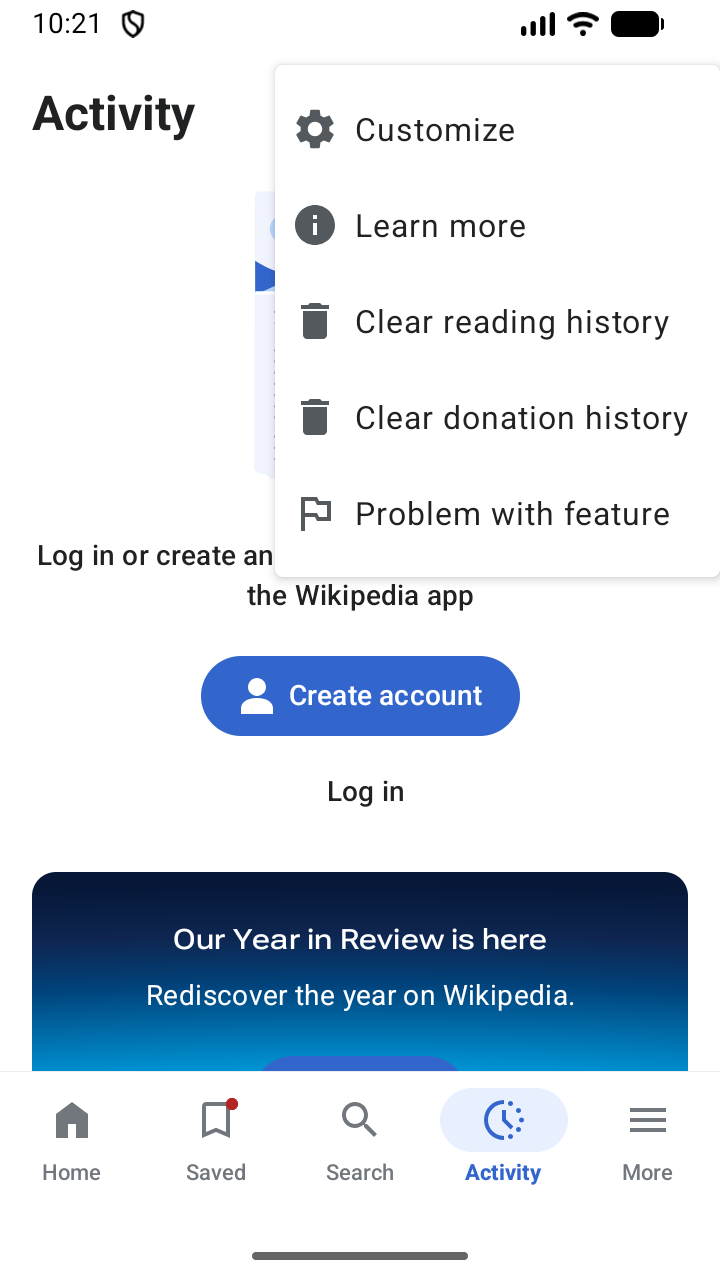 10:21
Activity
Customize
Learn more
Clear reading history
Clear donation history
Problem with feature
Log in or create an
the Wikipedia app
Create account
Log in
Our Year in Review is here
Rediscover the year on Wikipedia.
Home
Saved
Search
Activity
More